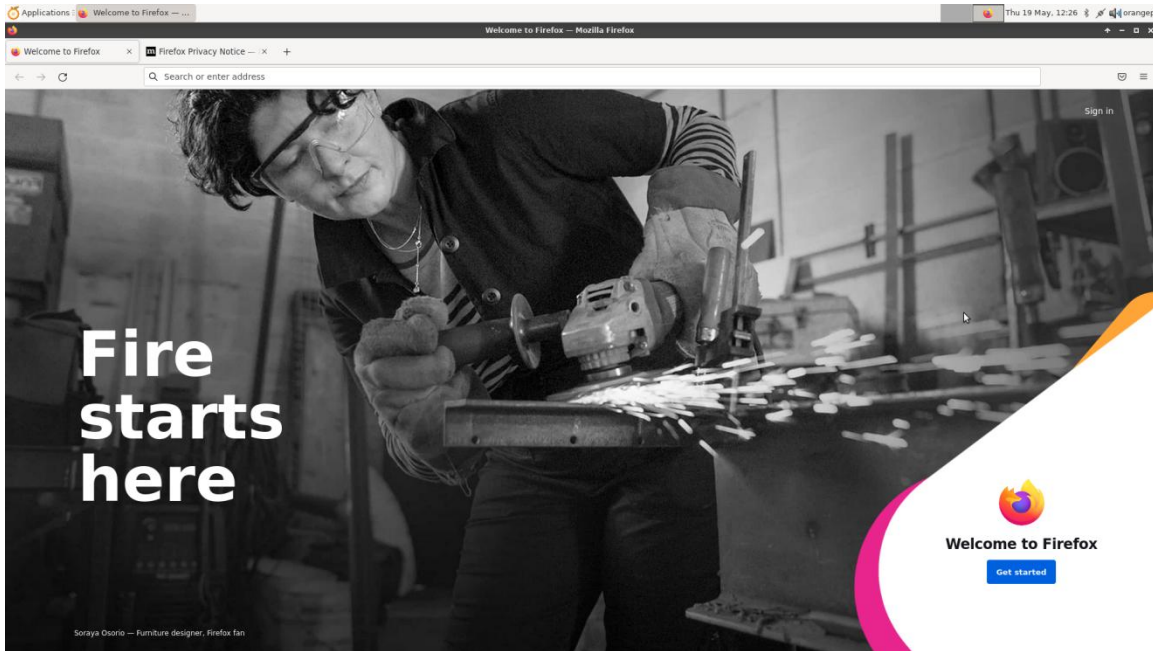 Applications
Welcome to Firefox — ...
Thu 19 May, 12:26
orangep
Welcome to Firefox — Mozilla Firefox
Welcome to Firefox
Firefox Privacy Notice —
Search or enter address
Sign in
Fire
starts
here
Welcome to Firefox
Get started
Soraya Osorio — Furniture designer, Firefox fan